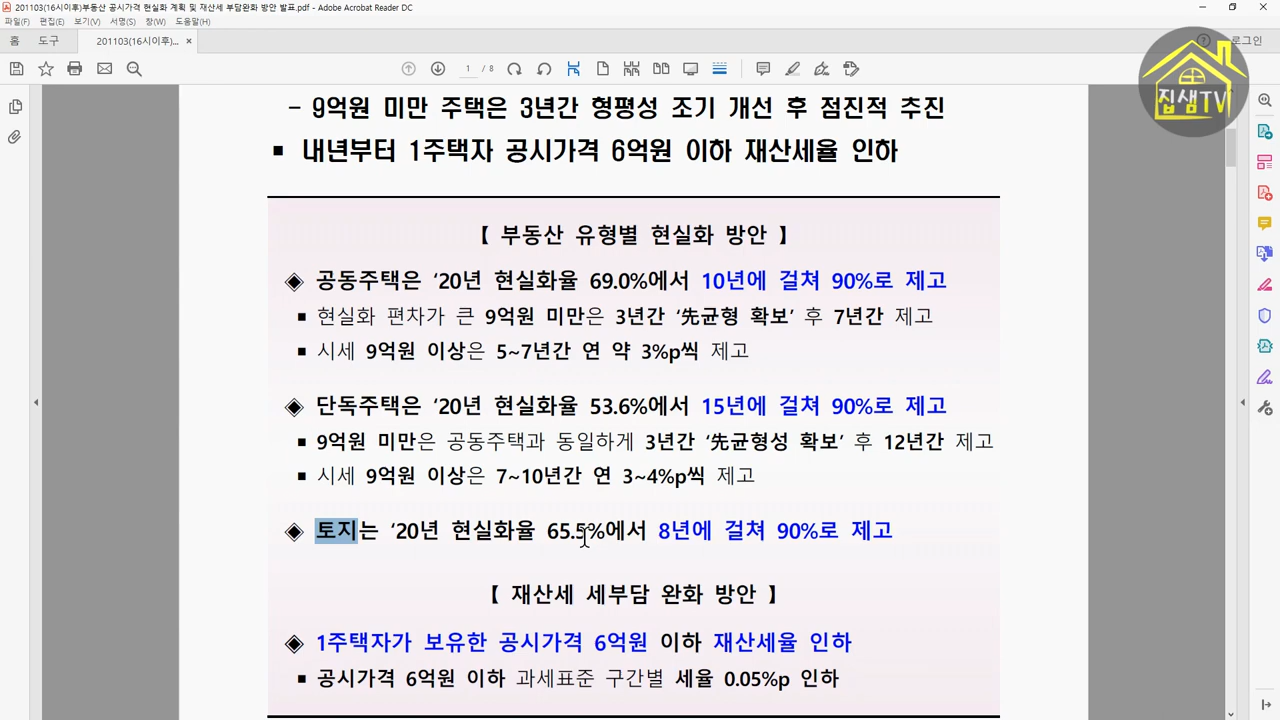 201103(16시이후)부동산 공시가격 현실화 계획 및 재산세 부담완화 방안 발표.pdf - Adobe Acrobat Reader DC
파일(F) 편집(E) 보기(V) 서명(S) 창(W) 도움말(H)
홈 도구 201103(16시이후)... × 로그인
/ 8
집샘TV
- 9억원 미만 주택은 3년간 형평성 조기 개선 후 점진적 추진
▪ 내년부터 1주택자 공시가격 6억원 이하 재산세율 인하
【 부동산 유형별 현실화 방안 】
◈ 공동주택은 ‘20년 현실화율 69.0%에서 10년에 걸쳐 90%로 제고
▪ 현실화 편차가 큰 9억원 미만은 3년간 ‘先균형 확보’ 후 7년간 제고
▪ 시세 9억원 이상은 5~7년간 연 약 3%p씩 제고
◈ 단독주택은 ‘20년 현실화율 53.6%에서 15년에 걸쳐 90%로 제고
▪ 9억원 미만은 공동주택과 동일하게 3년간 ‘先균형성 확보’ 후 12년간 제고
▪ 시세 9억원 이상은 7~10년간 연 3~4%p씩 제고
◈ 토지는 ‘20년 현실화율 65.5%에서 8년에 걸쳐 90%로 제고
【 재산세 세부담 완화 방안 】
◈ 1주택자가 보유한 공시가격 6억원 이하 재산세율 인하
▪ 공시가격 6억원 이하 과세표준 구간별 세율 0.05%p 인하